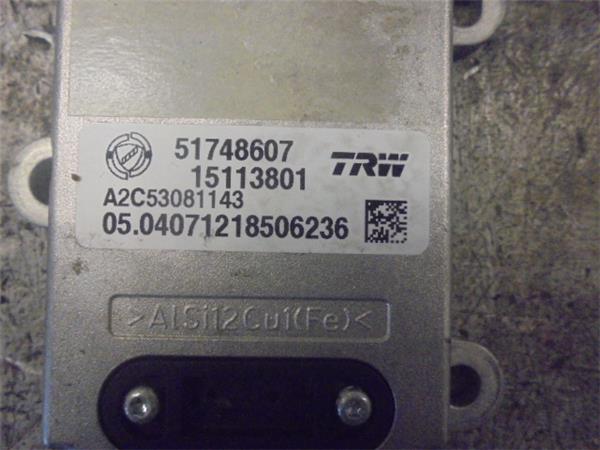 51748607
15113801
TRW
A2C53081143
05.04071218506236
>AlSi12Cu1(Fe)<